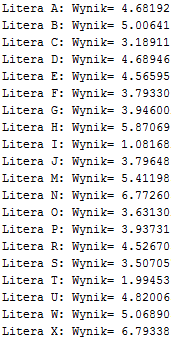 Litera A: Wynik= 4.68192
Litera B: Wynik= 5.00641
Litera C: Wynik= 3.18911
Litera D: Wynik= 4.68946
Litera E: Wynik= 4.56595
Litera F: Wynik= 3.79330
Litera G: Wynik= 3.94600
Litera H: Wynik= 5.87069
Litera I: Wynik= 1.08168
Litera J: Wynik= 3.79648
Litera M: Wynik= 5.41198
Litera N: Wynik= 6.77260
Litera O: Wynik= 3.63130
Litera P: Wynik= 3.93731
Litera R: Wynik= 4.52670
Litera S: Wynik= 3.50705
Litera T: Wynik= 1.99453
Litera U: Wynik= 4.82006
Litera W: Wynik= 5.06890
Litera X: Wynik= 6.79338